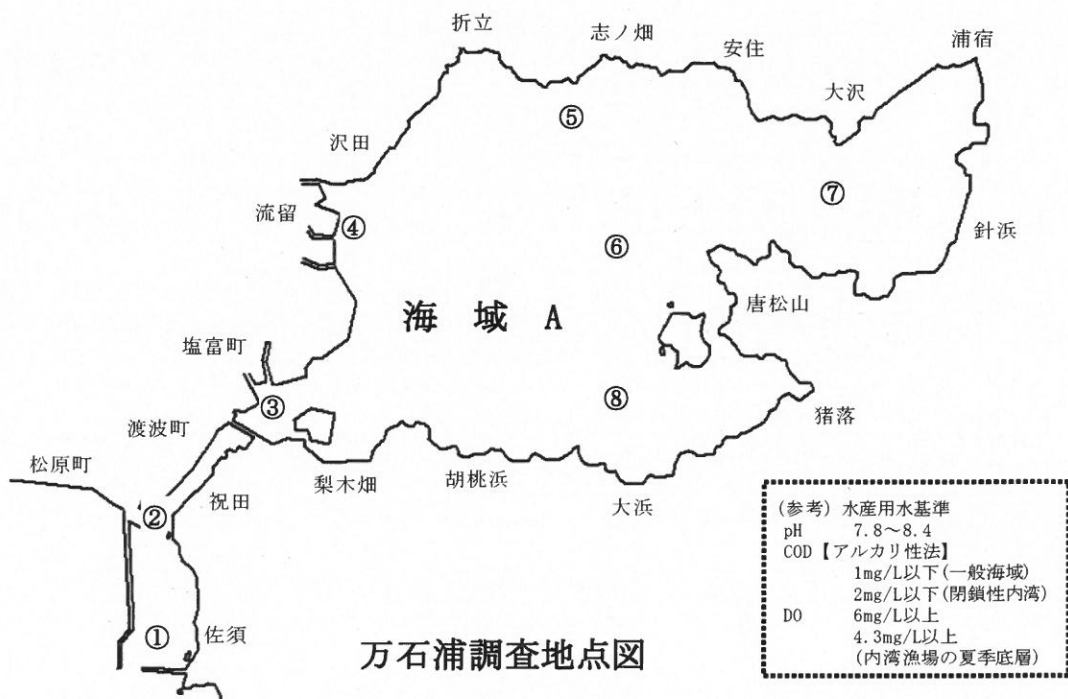 折立
志ノ畑
安住
浦宿
大沢
⑤
沢田
⑦
流留
④
⑥
針浜
海域A
唐松山
塩富町
③
⑧
猪落
渡波町
松原町
梨木畑
胡桃浜
大浜
祝田
②
①
佐須
万石浦調査地点図
(参考) 水産用水基準
pH 7.8~8.4
COD【アルカリ性法】
1mg/L以下(一般海域)
2mg/L以下(閉鎖性内湾)
DO 6mg/L以上
4.3mg/L以上
(内湾漁場の夏季底層)